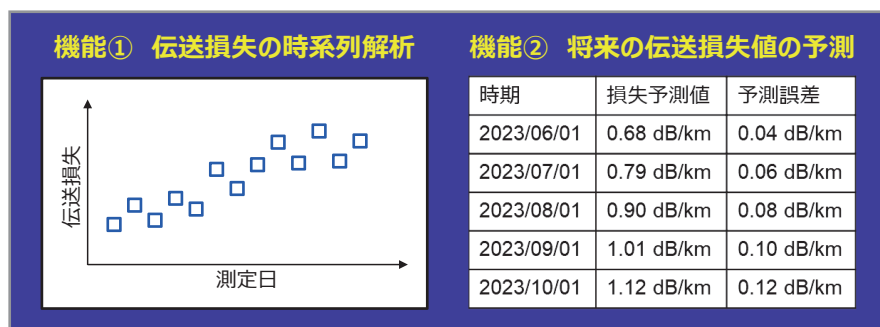 機能① 伝送損失の時系列解析
伝送損失
測定日
機能② 将来の伝送損失値の予測
時期 損失予測値 予測誤差
2023/06/01 0.68 dB/km 0.04 dB/km
2023/07/01 0.79 dB/km 0.06 dB/km
2023/08/01 0.90 dB/km 0.08 dB/km
2023/09/01 1.01 dB/km 0.10 dB/km
2023/10/01 1.12 dB/km 0.12 dB/km